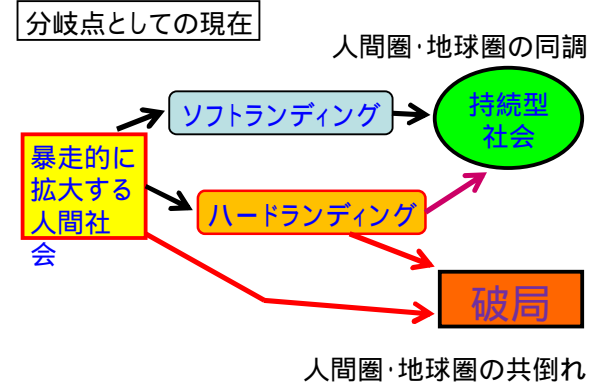 分岐点としての現在
人間圏・地球圏の同調
ソフトランディング
持続型
社会
暴走的に
拡大する
人間社
会
ハードランディング
破局
人間圏・地球圏の共倒れ